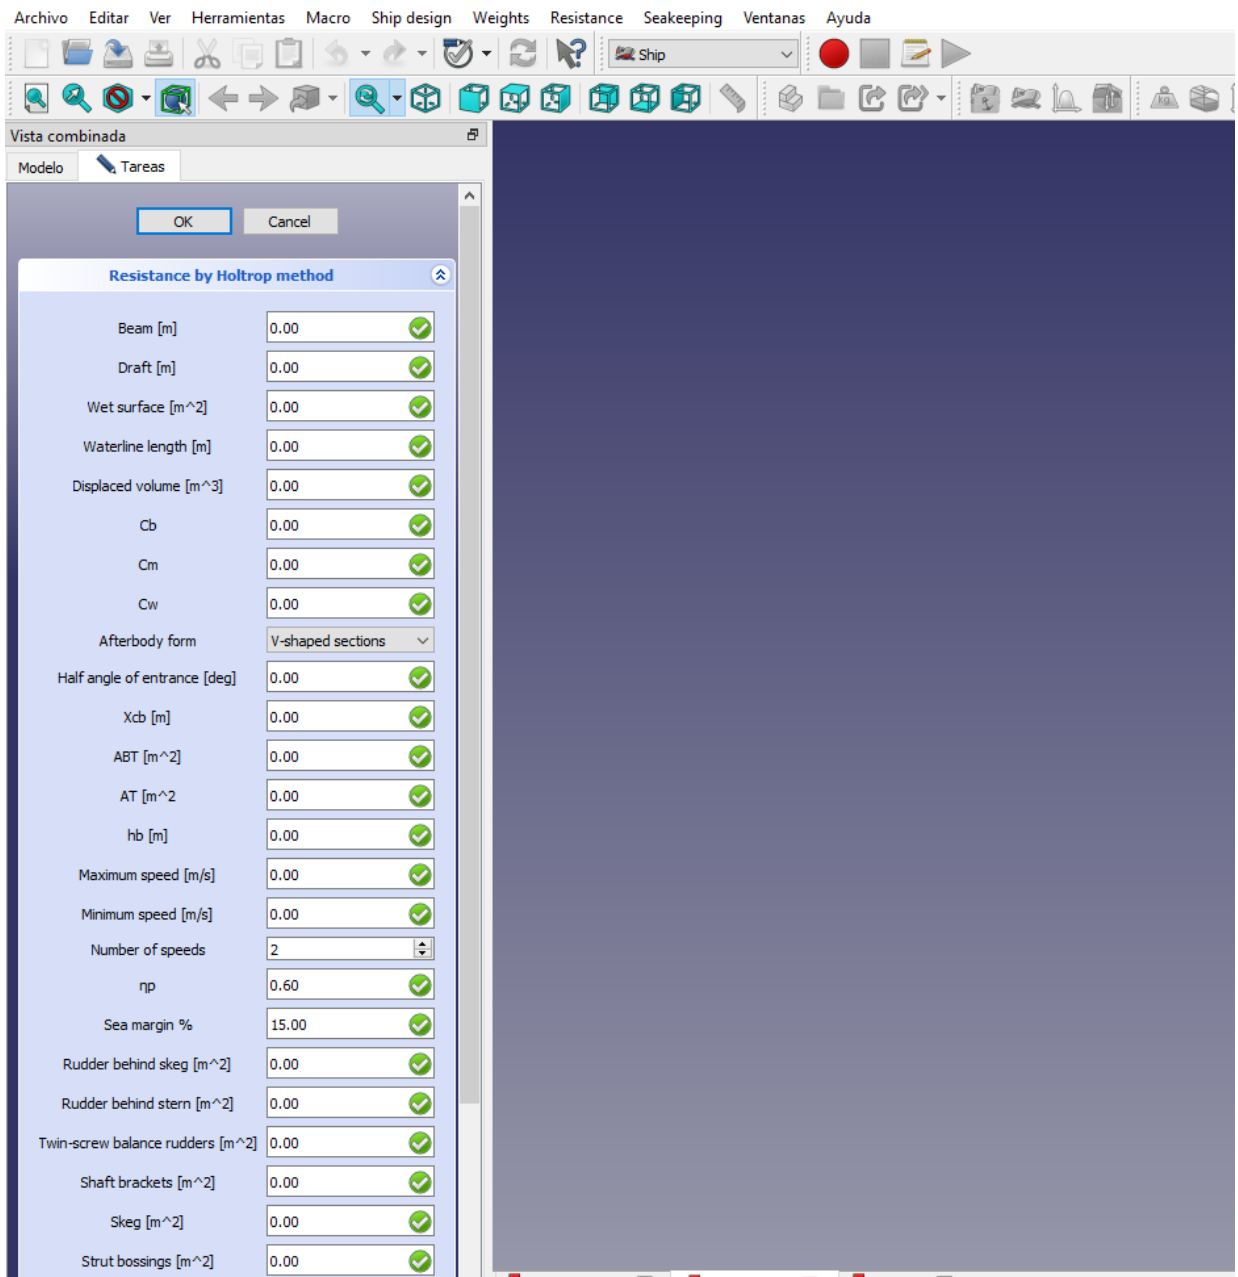 Archivo Editar Ver Herramientas Macro Ship design Weights Resistance Seakeeping Ventanas Ayuda
Ship
kg
Vista combinada
Modelo Tareas
OK Cancel
Resistance by Holtrop method
Beam [m] 0.00
Draft [m] 0.00
Wet surface [m^2] 0.00
Waterline length [m] 0.00
Displaced volume [m^3] 0.00
Cb 0.00
Cm 0.00
Cw 0.00
Afterbody form V-shaped sections
Half angle of entrance [deg] 0.00
Xcb [m] 0.00
ABT [m^2] 0.00
AT [m^2 0.00
hb [m] 0.00
Maximum speed [m/s] 0.00
Minimum speed [m/s] 0.00
Number of speeds 2
ηp 0.60
Sea margin % 15.00
Rudder behind skeg [m^2] 0.00
Rudder behind stern [m^2] 0.00
Twin-screw balance rudders [m^2] 0.00
Shaft brackets [m^2] 0.00
Skeg [m^2] 0.00
Strut bossings [m^2] 0.00